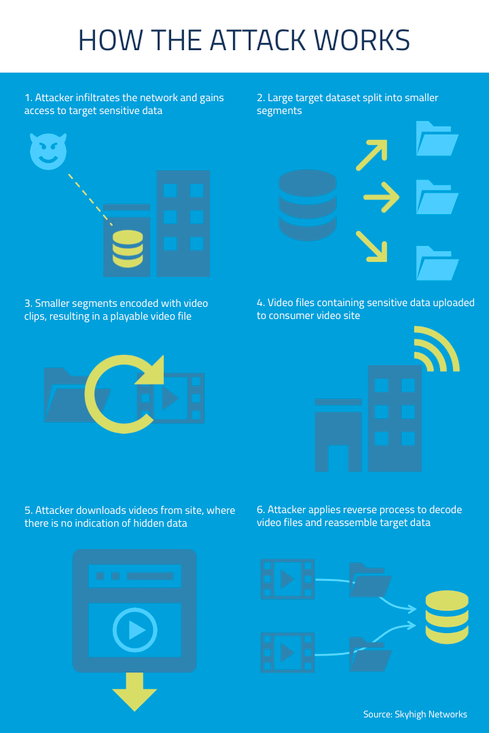 HOW THE ATTACK WORKS
1. Attacker infiltrates the network and gains
access to target sensitive data
2. Large target dataset split into smaller
segments
3. Smaller segments encoded with video
clips, resulting in a playable video file
4. Video files containing sensitive data uploaded
to consumer video site
5. Attacker downloads videos from site, where
there is no indication of hidden data
6. Attacker applies reverse process to decode
video files and reassemble target data
Source: Skyhigh Networks